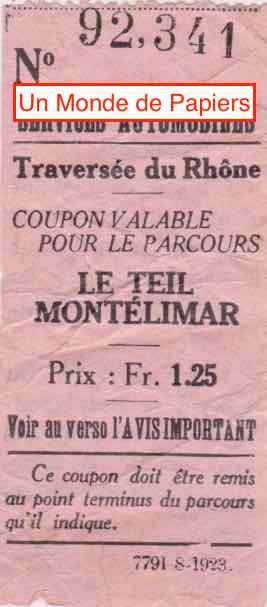 92,341
Nº
Un Monde de Papiers
SERVICES AUTOMOBILES
Traversée du Rhône
COUPON VALABLE
POUR LE PARCOURS
LE TEIL
MONTÉLIMAR
Prix : Fr. 1.25
Voir au verso l'AVIS IMPORTANT
Ce coupon doit être remis
au point terminus du parcours
qu'il indique.
7791-8-1923.